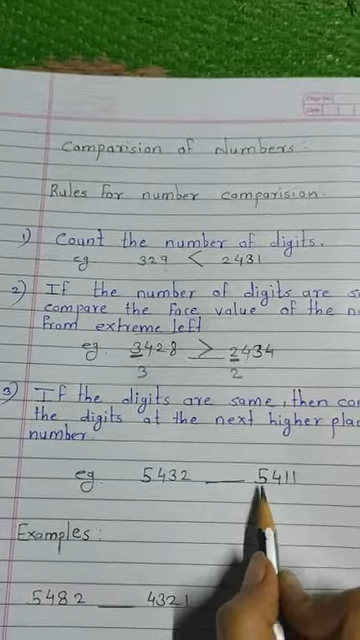 Page No.
Date
Comparision of Numbers:
Rules for number comparision.
1) Count the number of digits.
eg 329 < 2431
2) If the number of digits are
compare the face value of the
from extreme left
eg. 3428 > 2434
3 2
3) If the digits are same, then
the digits at the next higher
number.
eg. 5432 ___ 5411
Examples:
5482 ___ 4321